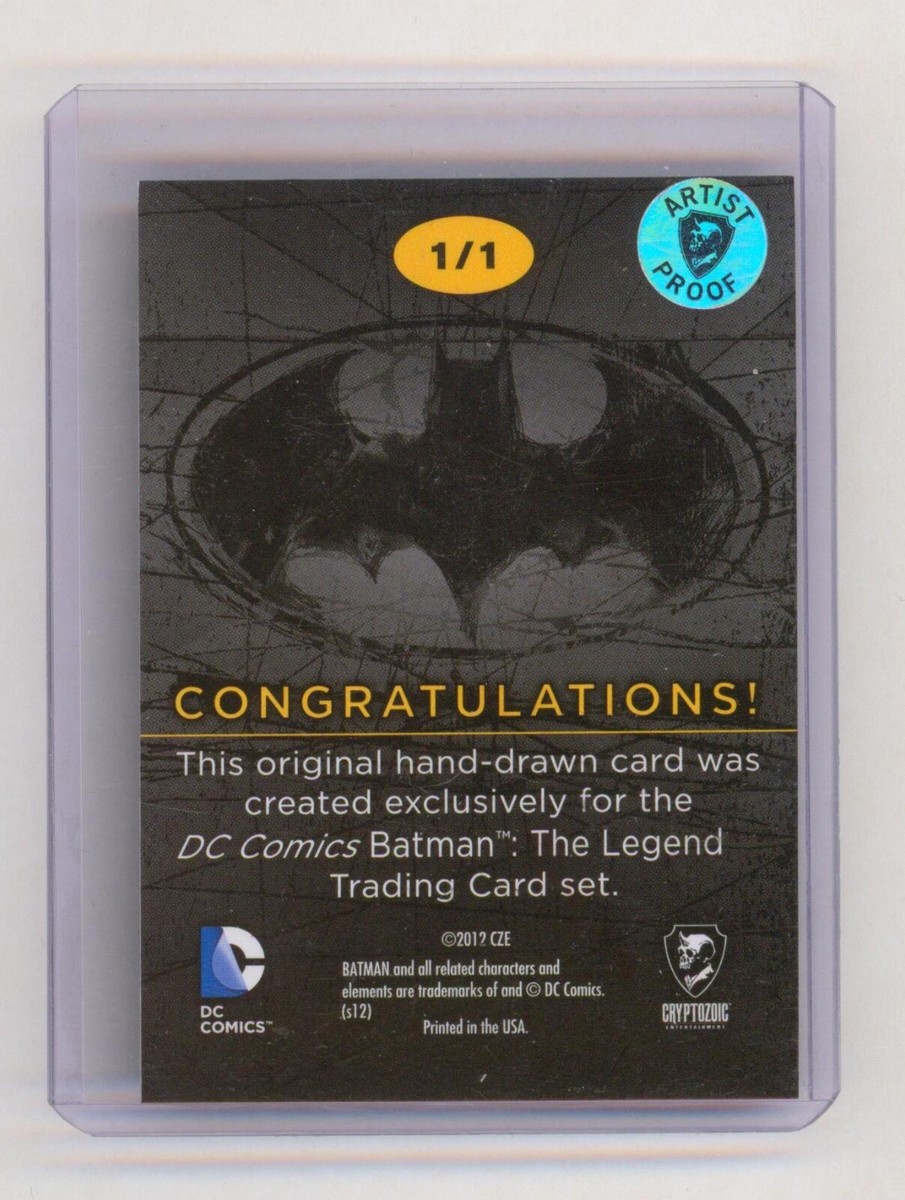 1/1
ARTIST
PROOF
CONGRATULATIONS!
This original hand-drawn card was
created exclusively for the
DC Comics Batman™: The Legend
Trading Card set.
©2012 CZE
BATMAN and all related characters and
elements are trademarks of and © DC Comics.
(s12)
Printed in the USA.
DC
COMICS™
CRYPTOZOIC
ENTERTAINMENT